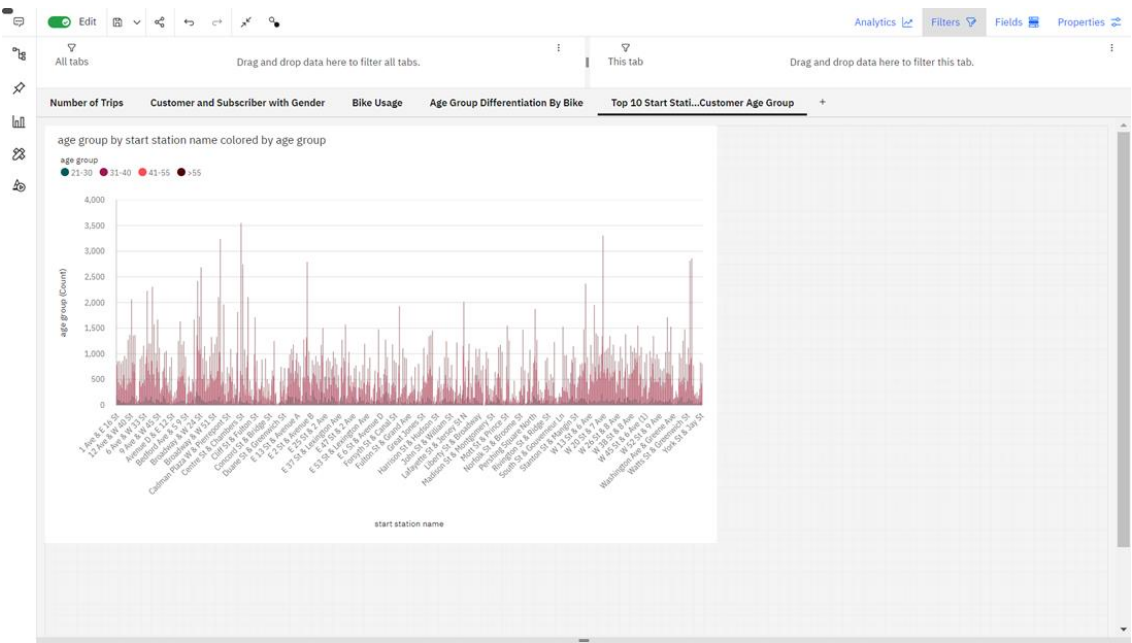 Edit
Analytics
Filters
Fields
Properties
All tabs
Drag and drop data here to filter all tabs.
This tab
Drag and drop data here to filter this tab.
Number of Trips
Customer and Subscriber with Gender
Bike Usage
Age Group Differentiation By Bike
Top 10 Start Stati...Customer Age Group
+
age group by start station name colored by age group
age group
21-30 31-40 41-55 >55
4,000
3,500
3,000
2,500
2,000
1,500
1,000
500
0
age group (Count)
1 Ave & E 16 St
12 Ave & W 40 St
6 Ave & W 33 St
9 Ave & W 45 St
Avenue D & E 12 St
Bedford Ave & S 9 St
Broadway & W 24 St
Broadway & W 51 St
Cadman Plaza W & Pierrepont St
Centre St & Chambers St
Cliff St & Fulton St
Concord St & Bridge St
Duane St & Greenwich St
E 13 St & Avenue A
E 2 St & Avenue B
E 25 St & 2 Ave
E 37 St & Lexington Ave
E 47 St & 2 Ave
E 53 St & Lexington Ave
E 6 St & Avenue D
Forsyth St & Canal St
Fulton St & Grand Ave
Great Jones St
Harrison St & Hudson St
John St & William St
Lafayette St & Jersey St N
Liberty St & Broadway
Madison St & Montgomery St
Mott St & Prince St
Norfolk St & Broome St
Pershing Square North
Rivington St & Ridge St
South St & Gouverneur Ln
Stanton St & Mangin St
W 13 St & 6 Ave
W 20 St & 7 Ave
W 26 St & 8 Ave
W 39 St & 8 Ave
W 45 St & 6 Ave (1)
W 52 St & 9 Ave
Washington Ave & Greene Ave
Watts St & Greenwich St
York St & Jay St
start station name